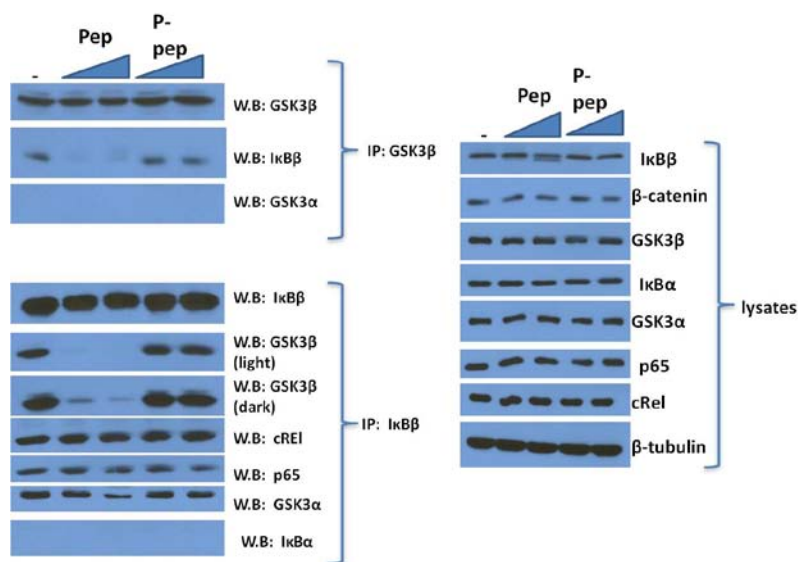 Pep
P-
pep
-
W.B: GSK3β
W.B: IκBβ
W.B: GSK3α
IP: GSK3β
W.B: IκBβ
W.B: GSK3β
(light)
W.B: GSK3β
(dark)
W.B: cREl
W.B: p65
W.B: GSK3α
W.B: IκBα
IP: IκBβ
Pep
P-
pep
-
IκBβ
β-catenin
GSK3β
IκBα
GSK3α
p65
cRel
β-tubulin
lysates